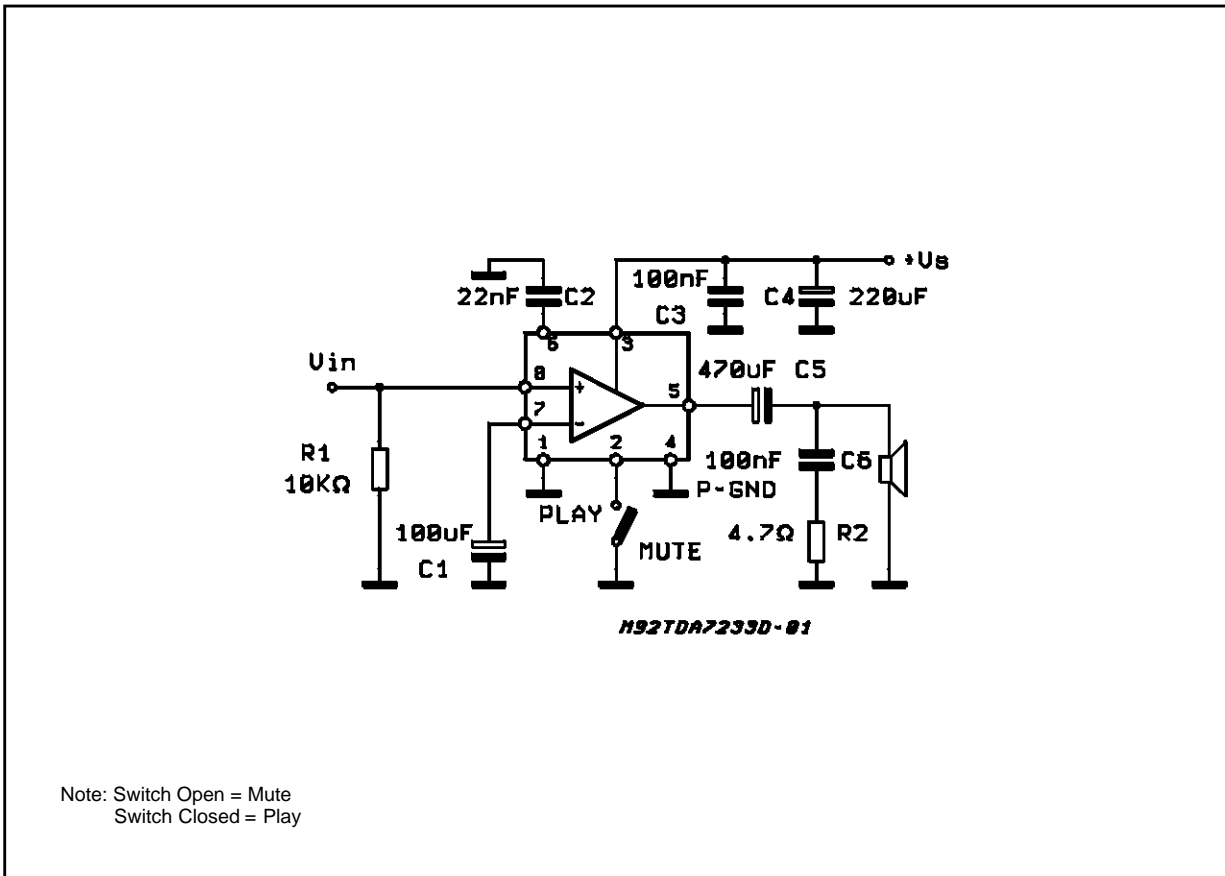 +Vs
100nF
22nF C2
C4 220uF
C3
6 3
Vin
470uF C5
8
+
5
7
-
1 2 4
R1
10KΩ
100nF C6
P-GND
PLAY
100uF
4.7Ω R2
MUTE
C1
M92TDA7233D-01
Note: Switch Open = Mute
Switch Closed = Play